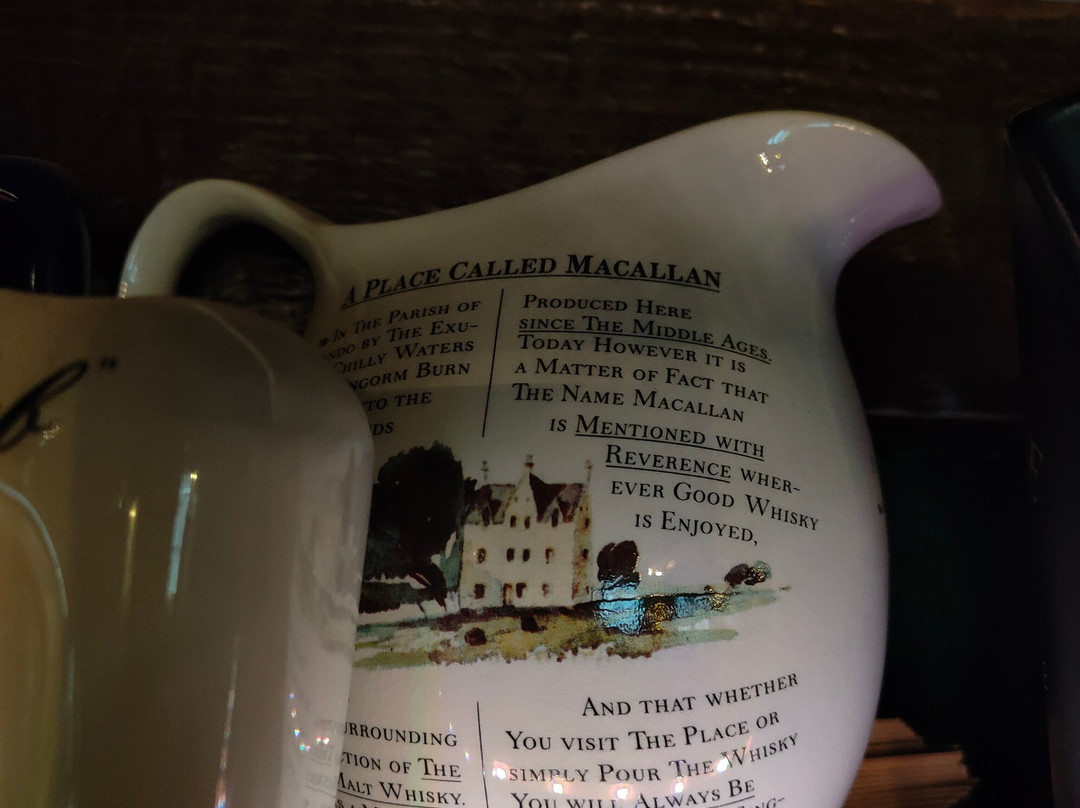 A PLACE CALLED MACALLAN
IN THE PARISH OF
BY THE EXU-
CHILLY WATERS
BURN
TO THE
PRODUCED HERE
SINCE THE MIDDLE AGES.
TODAY HOWEVER IT IS
A MATTER OF FACT THAT
THE NAME MACALLAN
IS MENTIONED WITH
REVERENCE WHER-
EVER GOOD WHISKY
IS ENJOYED,
OF THE
MALT WHISKY.
AND THAT WHETHER
YOU VISIT THE PLACE OR
SIMPLY POUR THE WHISKY
YOU WILL ALWAYS BE